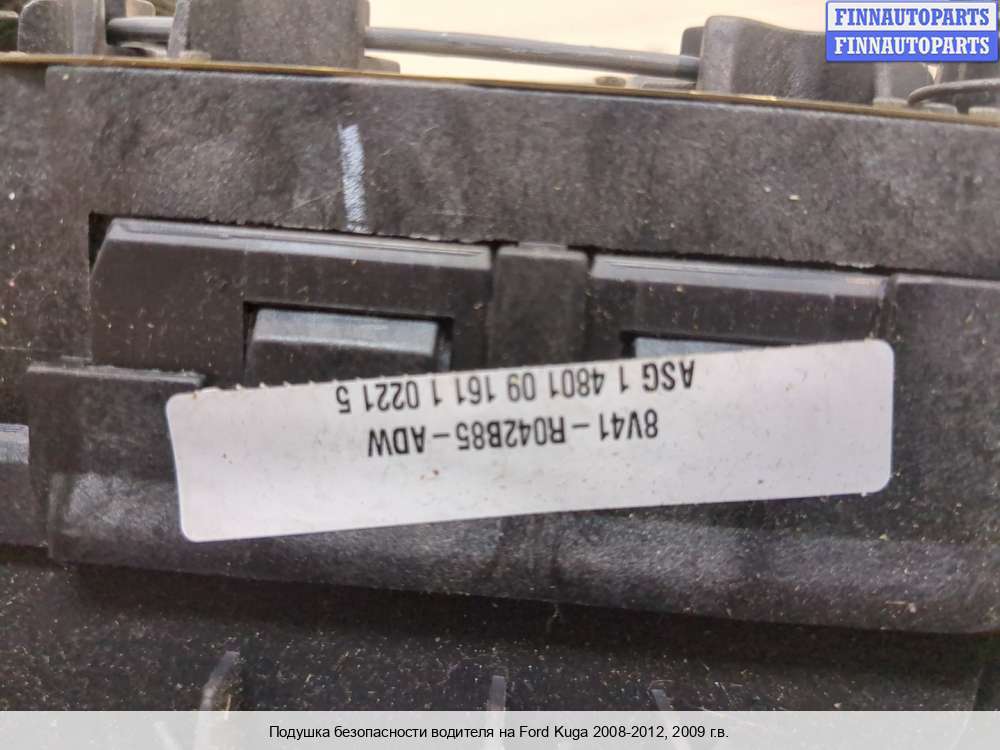 FINNAUTOPARTS
FINNAUTOPARTS
8V41 – R042B85 – ADW
ASG 1 4801 09 161 1 0221 5
Подушка безопасности водителя на Ford Kuga 2008-2012, 2009 г.в.